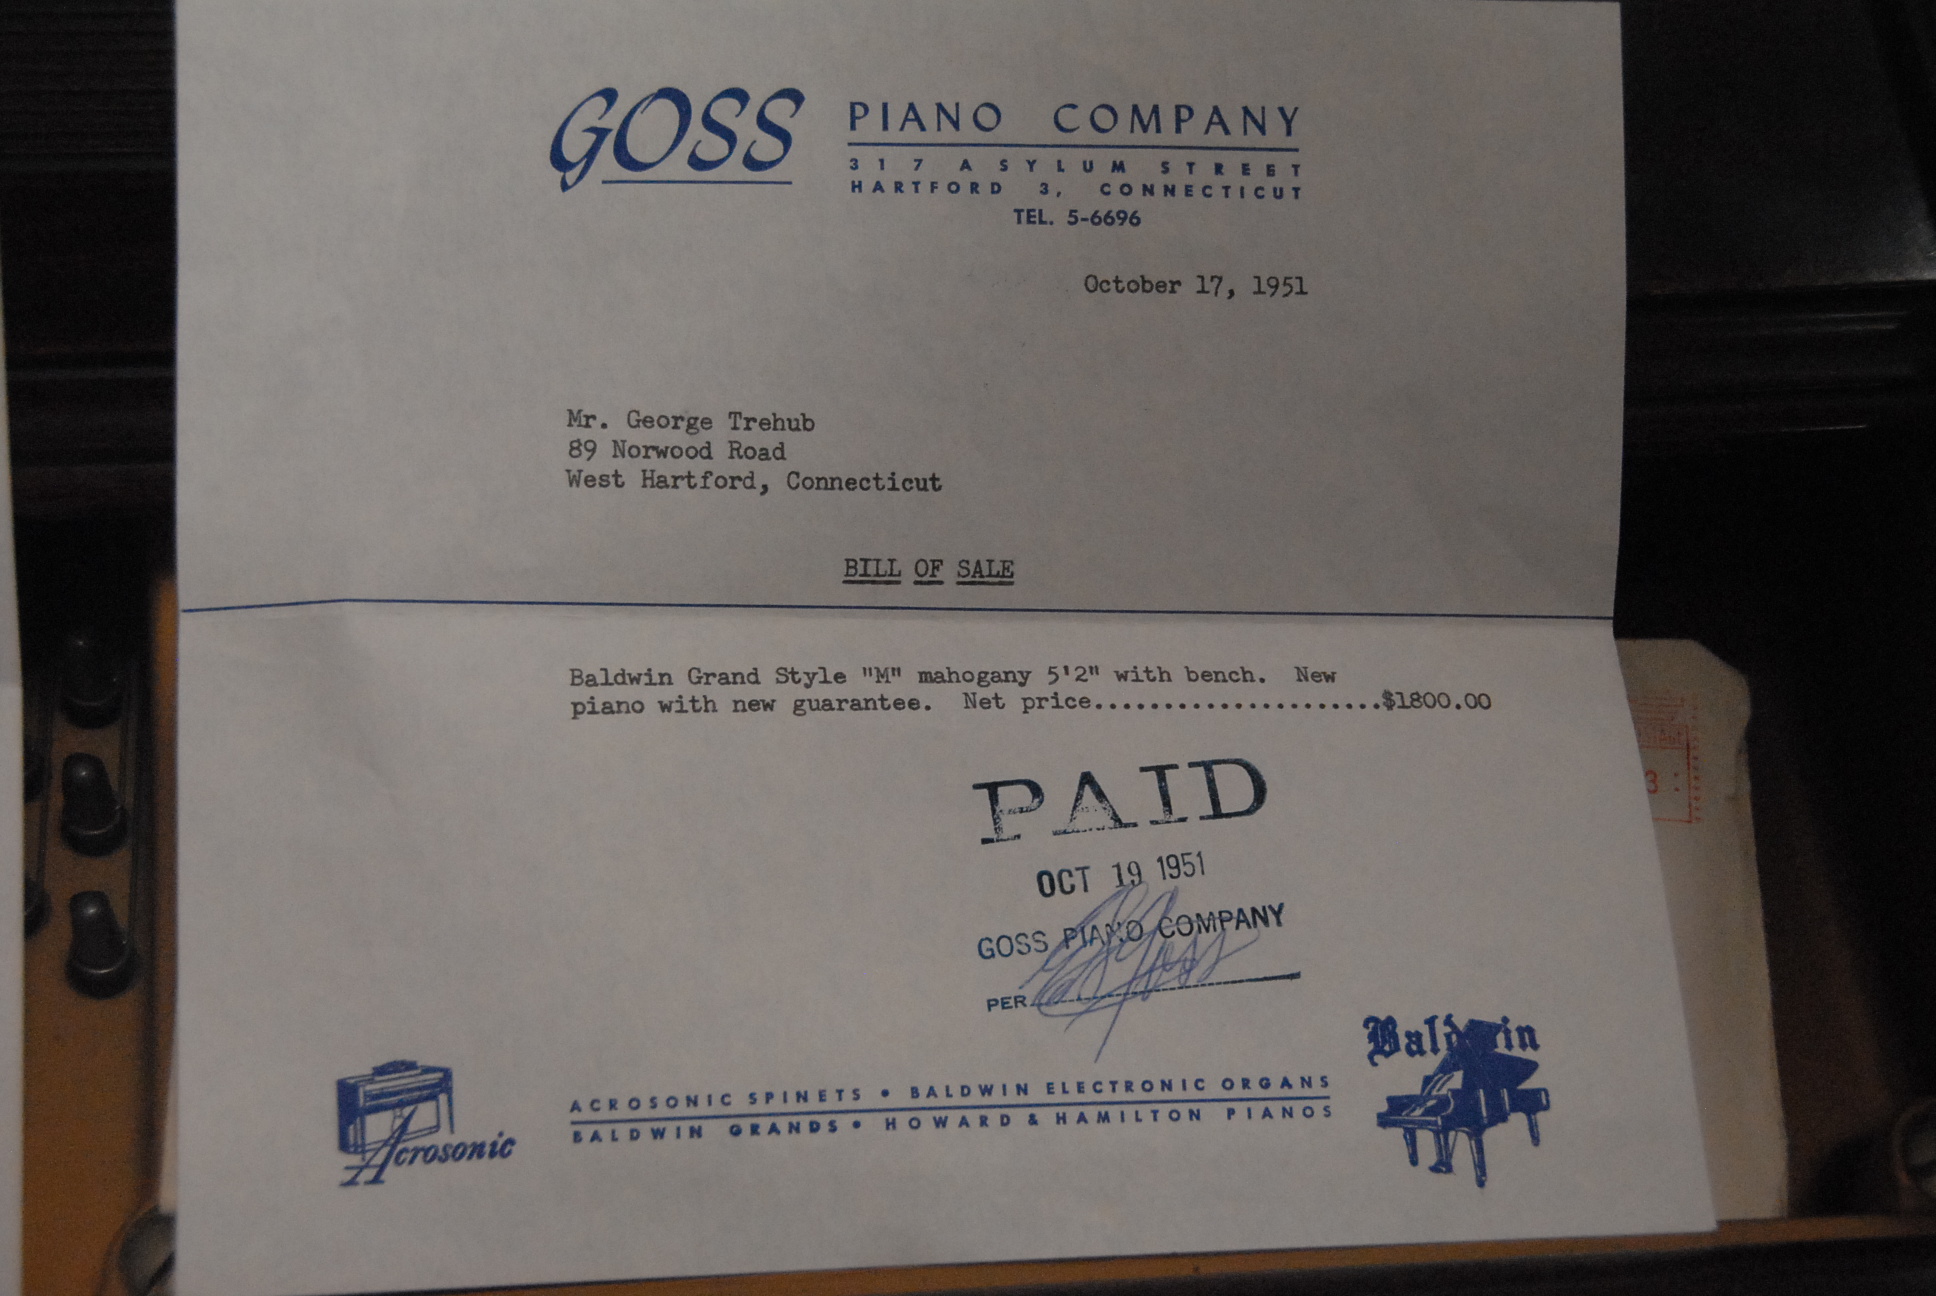 GOSS PIANO COMPANY
317 ASYLUM STREET
HARTFORD 3, CONNECTICUT
TEL. 5-6696
October 17, 1951
Mr. George Trehub
89 Norwood Road
West Hartford, Connecticut
BILL OF SALE
Baldwin Grand Style "M" mahogany 5'2" with bench. New
piano with new guarantee. Net price.....................$1800.00
PAID
OCT 19 1951
GOSS PIANO COMPANY
PER
Acrosonic
ACROSONIC SPINETS • BALDWIN ELECTRONIC ORGANS
BALDWIN GRANDS • HOWARD & HAMILTON PIANOS
Baldwin